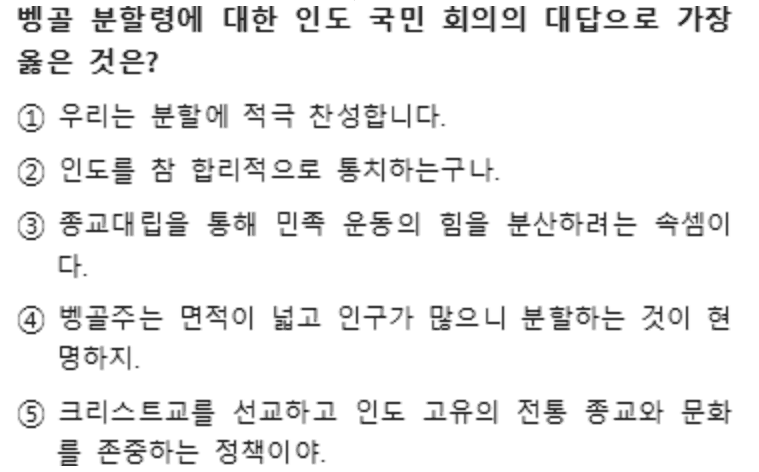 벵골 분할령에 대한 인도 국민 회의의 대답으로 가장
옳은 것은?
① 우리는 분할에 적극 찬성합니다.
② 인도를 참 합리적으로 통치하는구나.
③ 종교대립을 통해 민족 운동의 힘을 분산하려는 속셈이
다.
④ 벵골주는 면적이 넓고 인구가 많으니 분할하는 것이 현
명하지.
⑤ 크리스트교를 선교하고 인도 고유의 전통 종교와 문화
를 존중하는 정책이야.